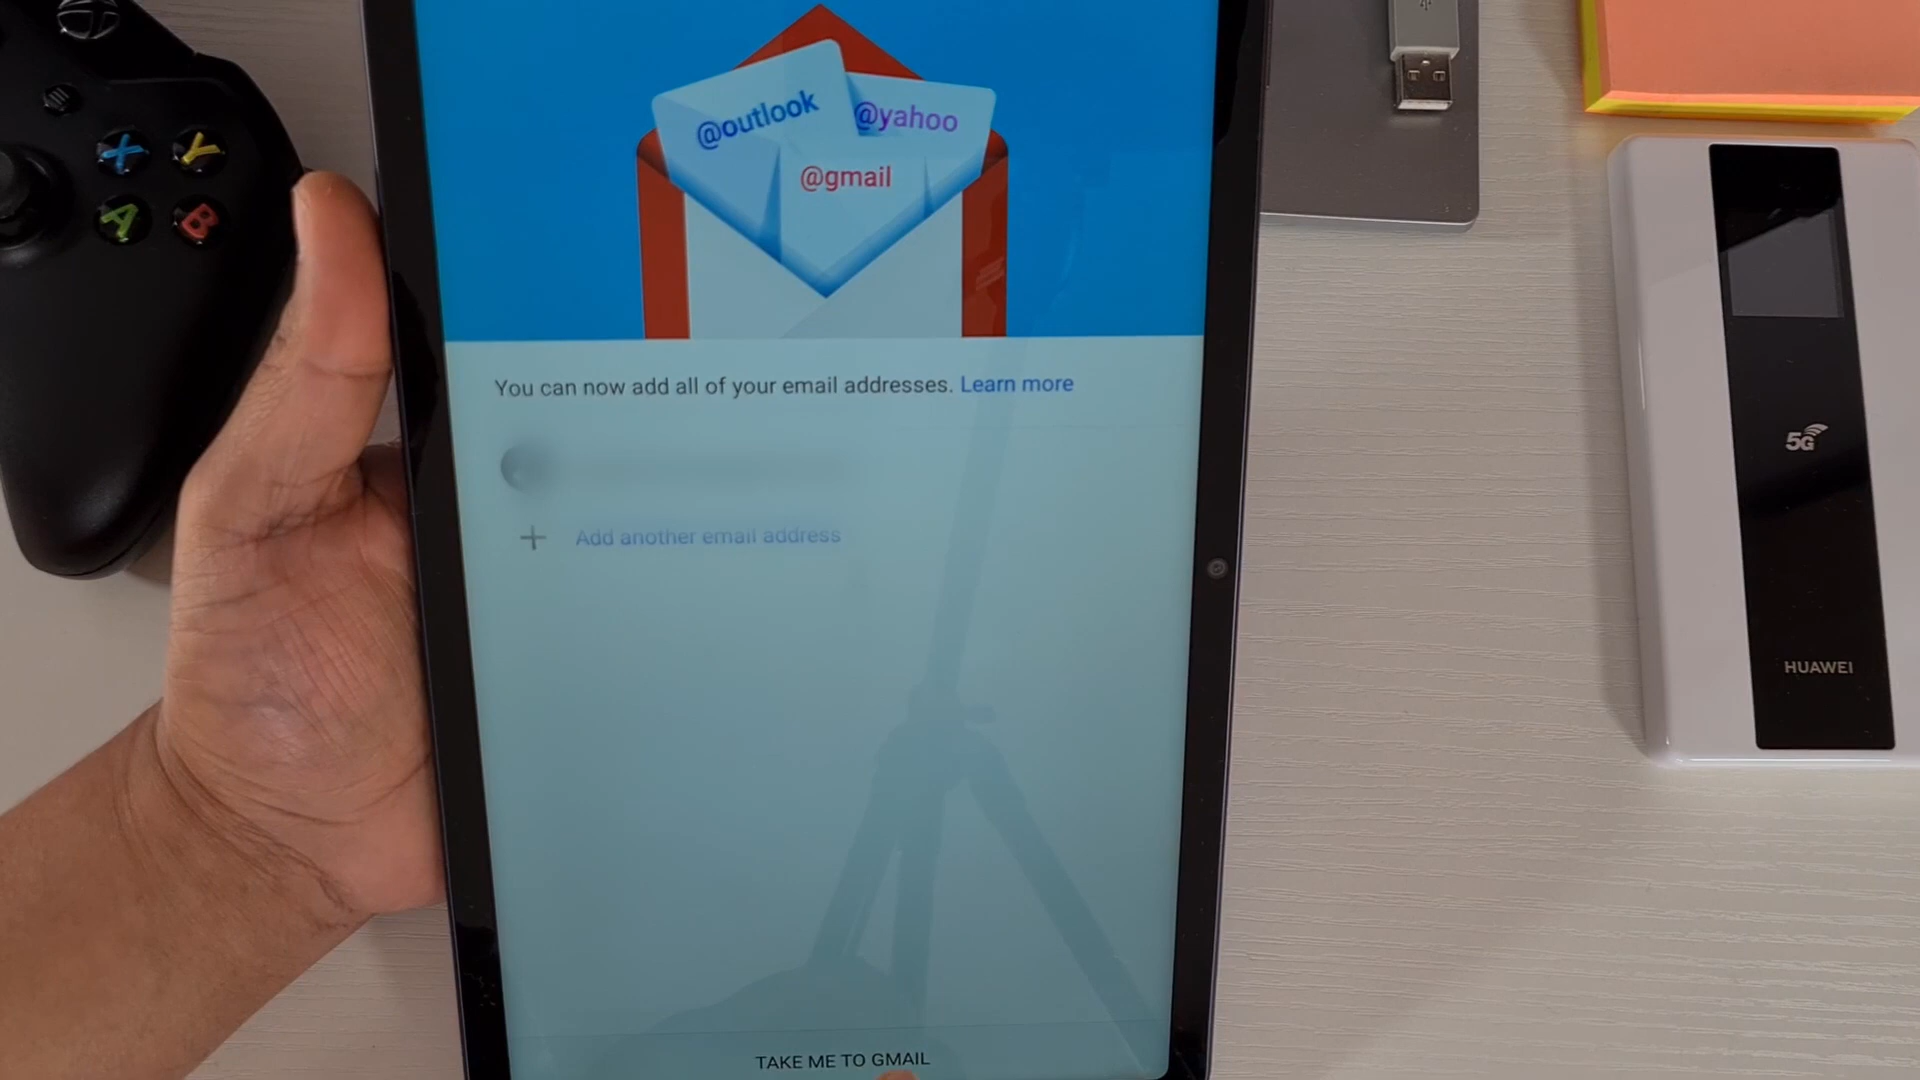 @outlook
@yahoo
@gmail
X
Y
A
B
You can now add all of your email addresses. Learn more
Add another email address
5G
HUAWEI
TAKE ME TO GMAIL